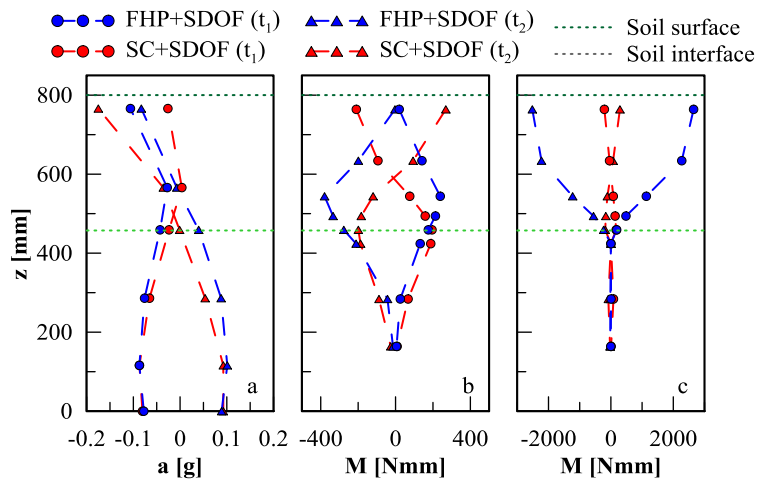 FHP+SDOF (t1) FHP+SDOF (t2) Soil surface
SC+SDOF (t1) SC+SDOF (t2) Soil interface
800
600
400
200
0
z [mm]
a b c
-0.2 -0.1 0 0.1 0.2 -400 0 400 -2000 0 2000
a [g] M [Nmm] M [Nmm]